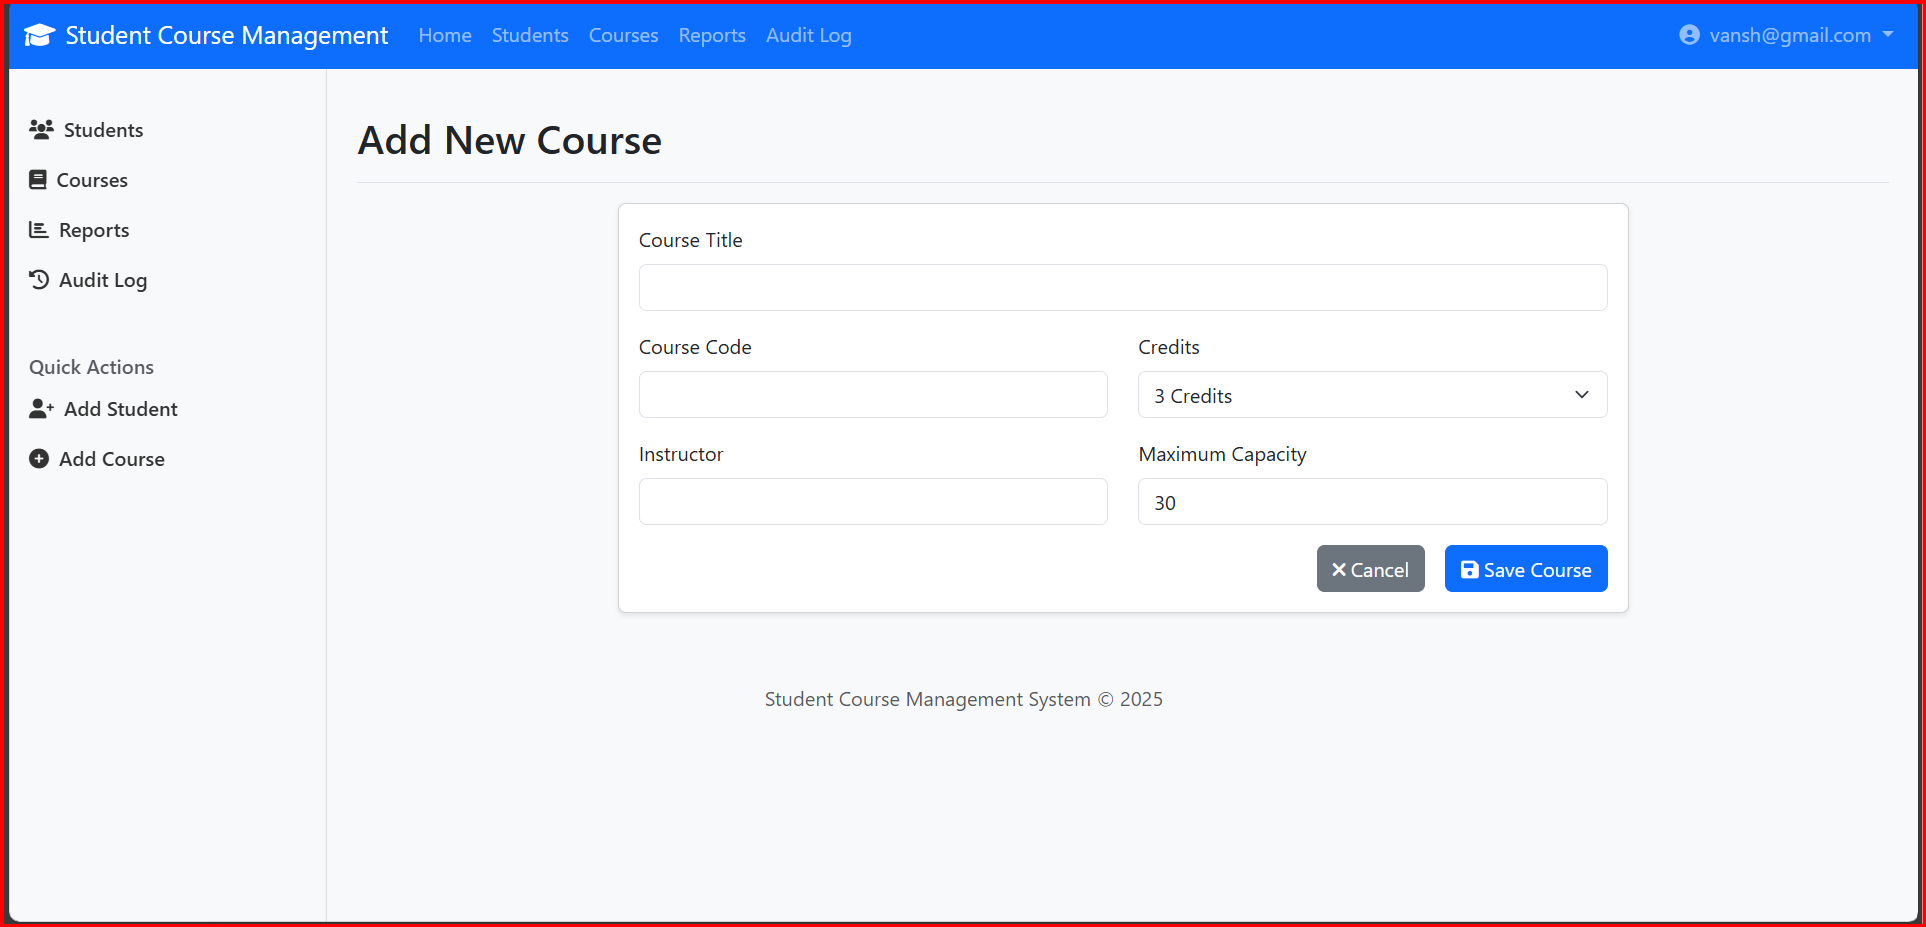 Student Course Management Home Students Courses Reports Audit Log vansh@gmail.com
Students
Courses
Reports
Audit Log
Quick Actions
Add Student
Add Course
Add New Course
Course Title
Course Code
Credits
3 Credits
Instructor
Maximum Capacity
30
Cancel
Save Course
Student Course Management System © 2025